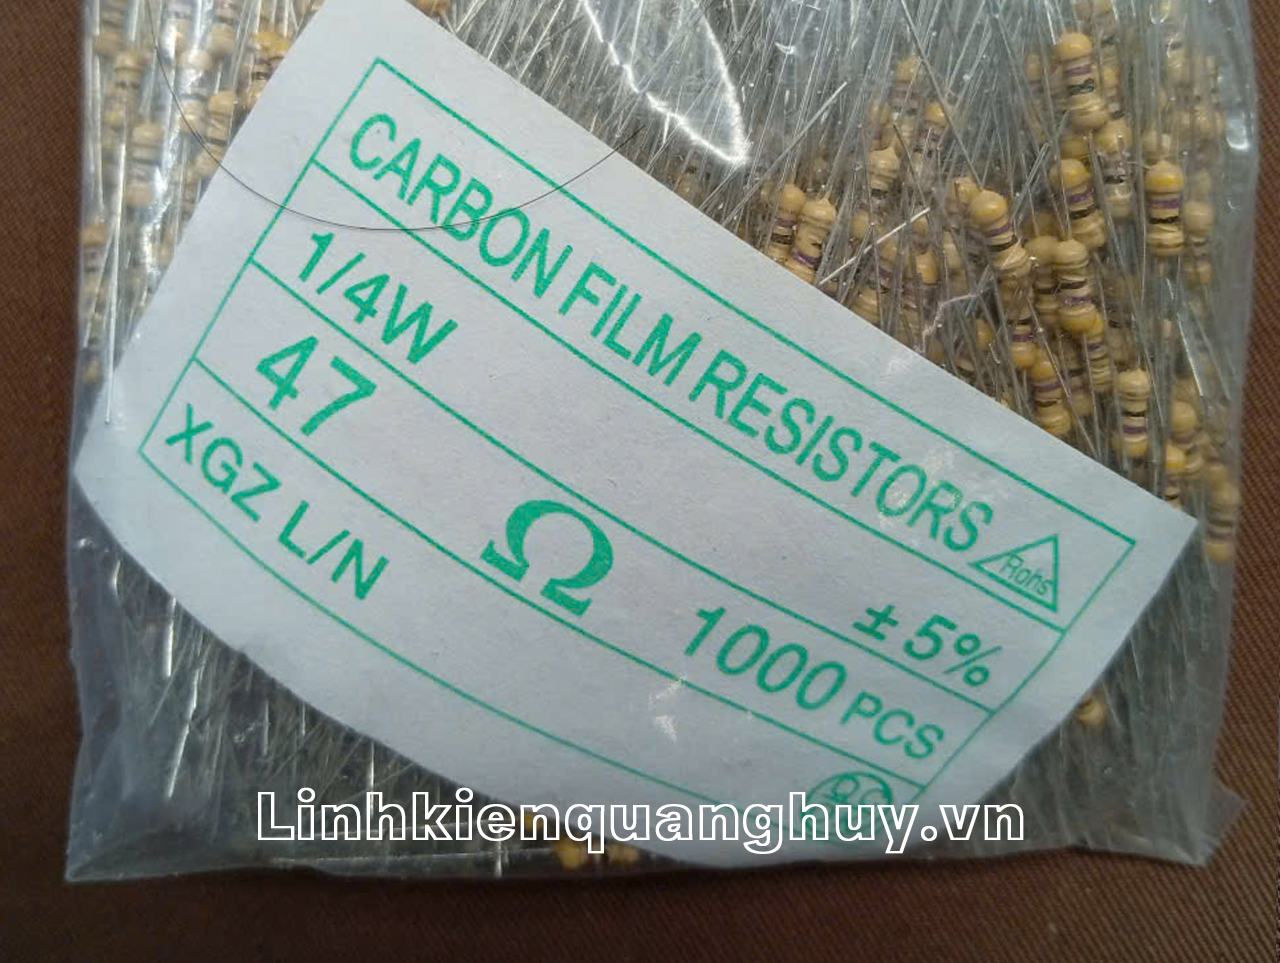 CARBON FILM RESISTORS
Rohs
1/4W ±5%
47 Ω 1000 PCS
XGZ L/N
Linhkienquanghuy.vn